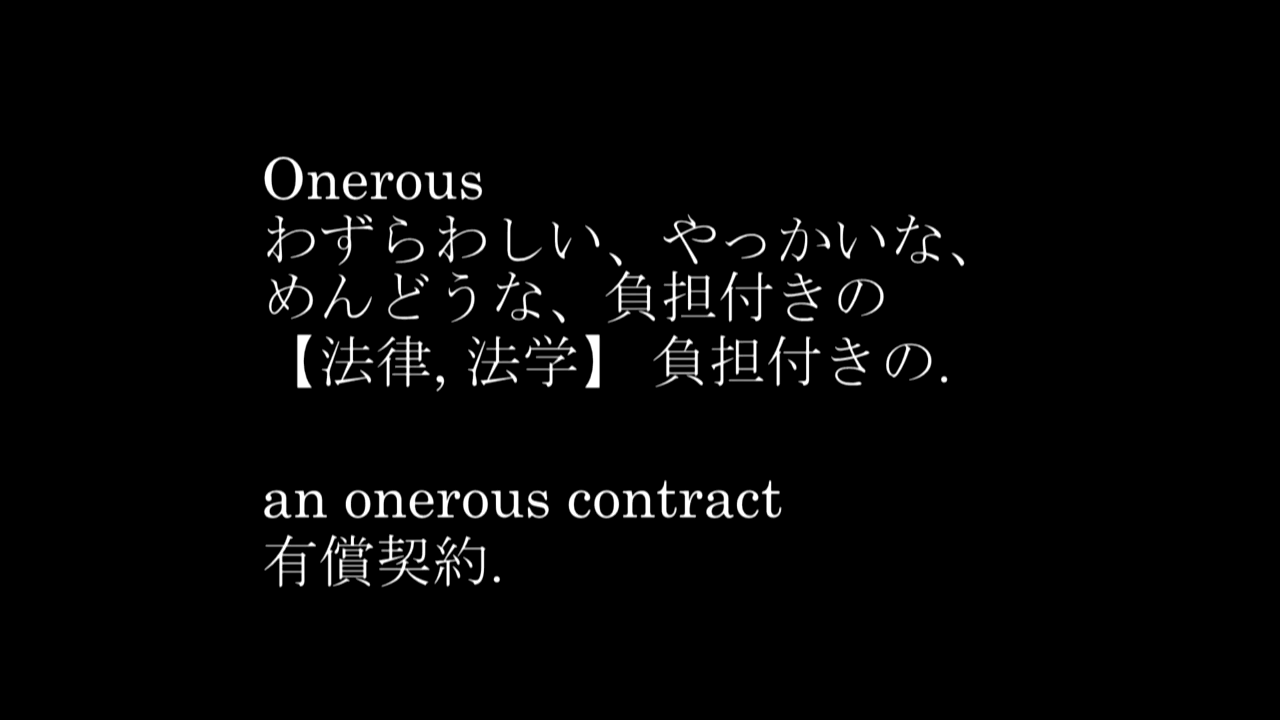 Onerous
わずらわしい、やっかいな、
めんどうな、負担付きの
【法律, 法学】 負担付きの.
an onerous contract
有償契約.